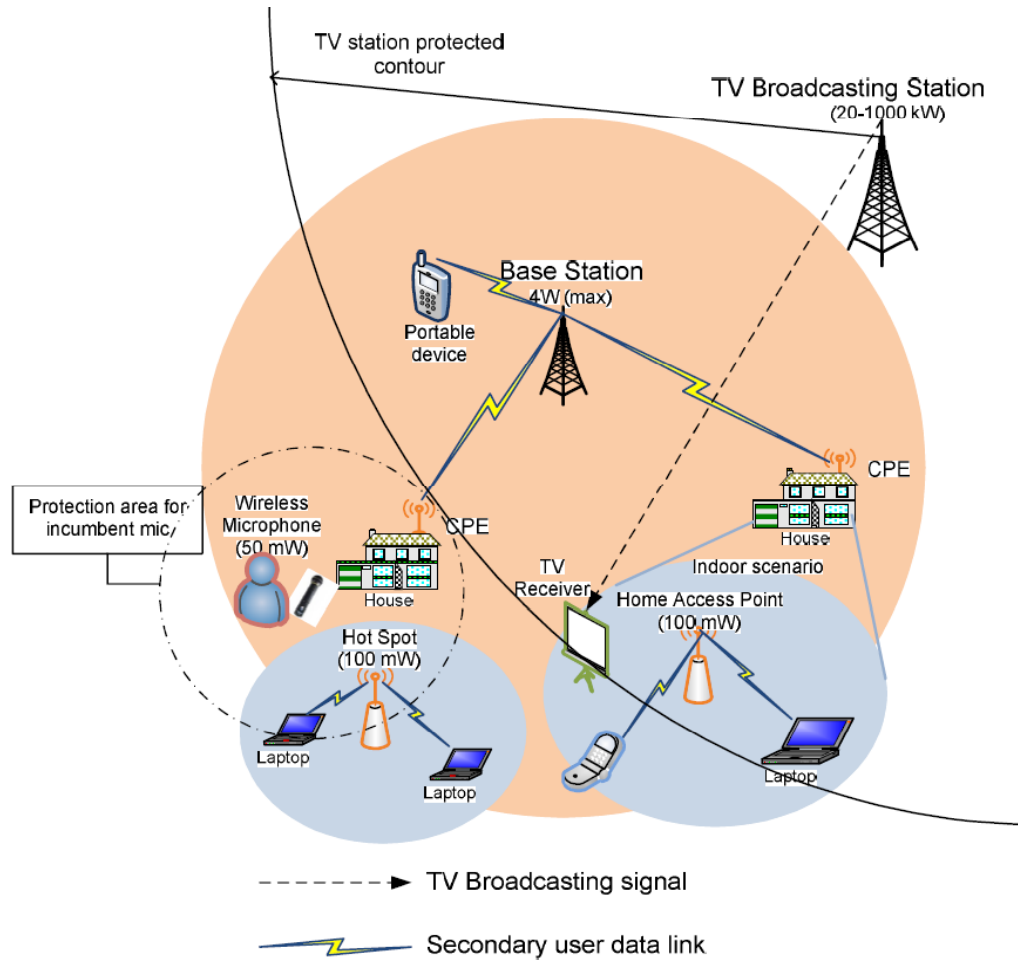 TV station protected
contour
TV Broadcasting Station
(20-1000 kW)
Base Station
4W (max)
Portable
device
CPE
House
Protection area for
incumbent mic
Wireless
Microphone
(50 mW)
CPE
House
TV
Receiver
Indoor scenario
Home Access Point
(100 mW)
Hot Spot
(100 mW)
Laptop
Laptop
Laptop
TV Broadcasting signal
Secondary user data link